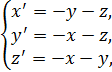 x′ = −y − z,
y′ = −x − z,
z′ = −x − y,